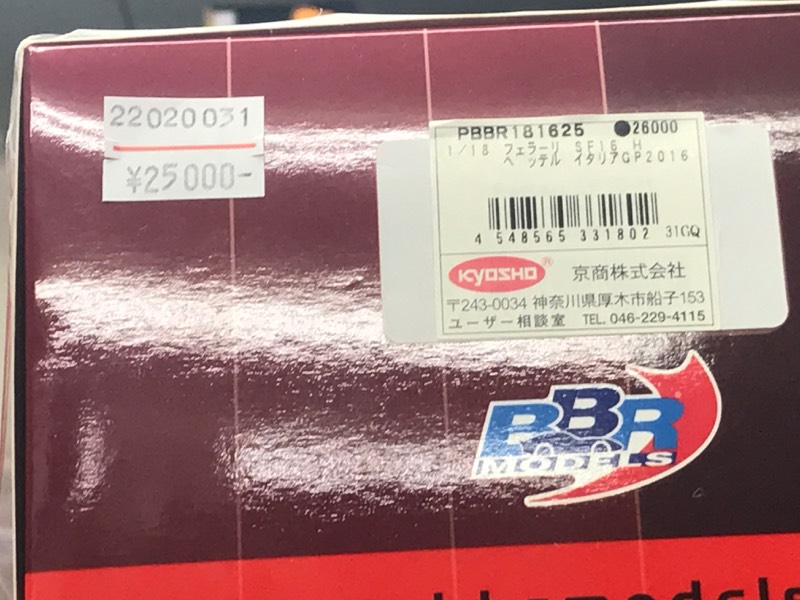 22020031
¥25000-
PBBR181625 ●26000
1/18 フェラーリ SF16 H
ベッテル イタリアGP2016
4 548565 331802 31GQ
KYOSHO® 京商株式会社
〒243-0034 神奈川県厚木市船子153
ユーザー相談室 TEL. 046-229-4115
BBR
MODELS